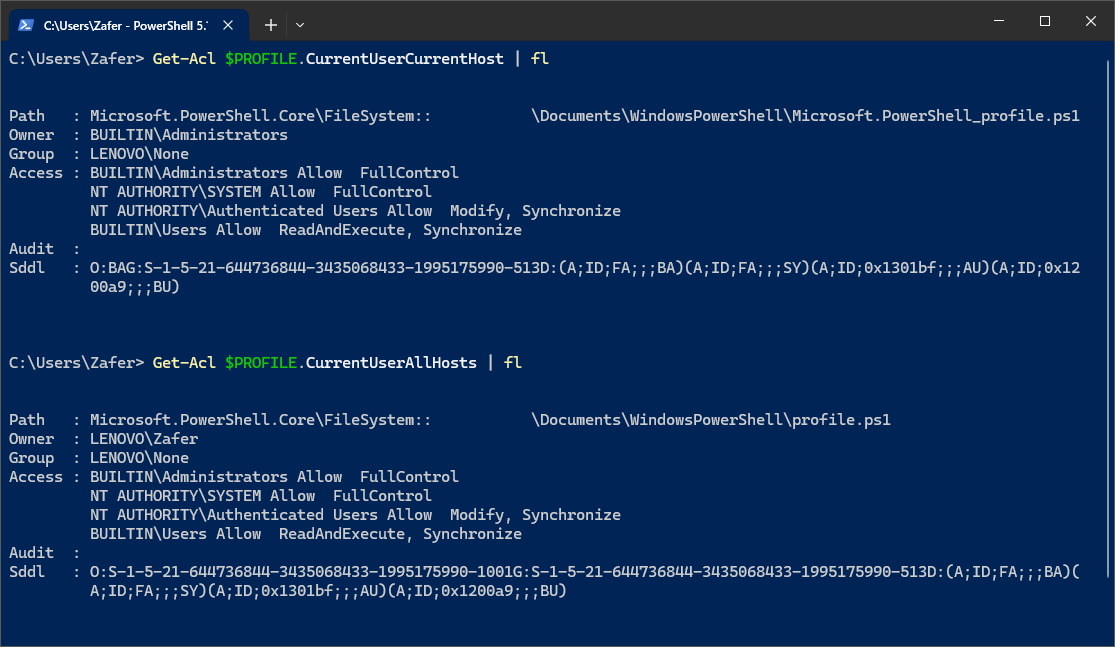 C:\Users\Zafer - PowerShell 5.
C:\Users\Zafer> Get-Acl $PROFILE.CurrentUserCurrentHost | fl
Path   : Microsoft.PowerShell.Core\FileSystem::           \Documents\WindowsPowerShell\Microsoft.PowerShell_profile.ps1
Owner  : BUILTIN\Administrators
Group  : LENOVO\None
Access : BUILTIN\Administrators Allow  FullControl
         NT AUTHORITY\SYSTEM Allow  FullControl
         NT AUTHORITY\Authenticated Users Allow  Modify, Synchronize
         BUILTIN\Users Allow  ReadAndExecute, Synchronize
Audit  :
Sddl   : O:BAG:S-1-5-21-644736844-3435068433-1995175990-513D:(A;ID;FA;;;BA)(A;ID;FA;;;SY)(A;ID;0x1301bf;;;AU)(A;ID;0x12
         00a9;;;BU)
C:\Users\Zafer> Get-Acl $PROFILE.CurrentUserAllHosts | fl
Path   : Microsoft.PowerShell.Core\FileSystem::           \Documents\WindowsPowerShell\profile.ps1
Owner  : LENOVO\Zafer
Group  : LENOVO\None
Access : BUILTIN\Administrators Allow  FullControl
         NT AUTHORITY\SYSTEM Allow  FullControl
         NT AUTHORITY\Authenticated Users Allow  Modify, Synchronize
         BUILTIN\Users Allow  ReadAndExecute, Synchronize
Audit  :
Sddl   : O:S-1-5-21-644736844-3435068433-1995175990-1001G:S-1-5-21-644736844-3435068433-1995175990-513D:(A;ID;FA;;;BA)(
         A;ID;FA;;;SY)(A;ID;0x1301bf;;;AU)(A;ID;0x1200a9;;;BU)